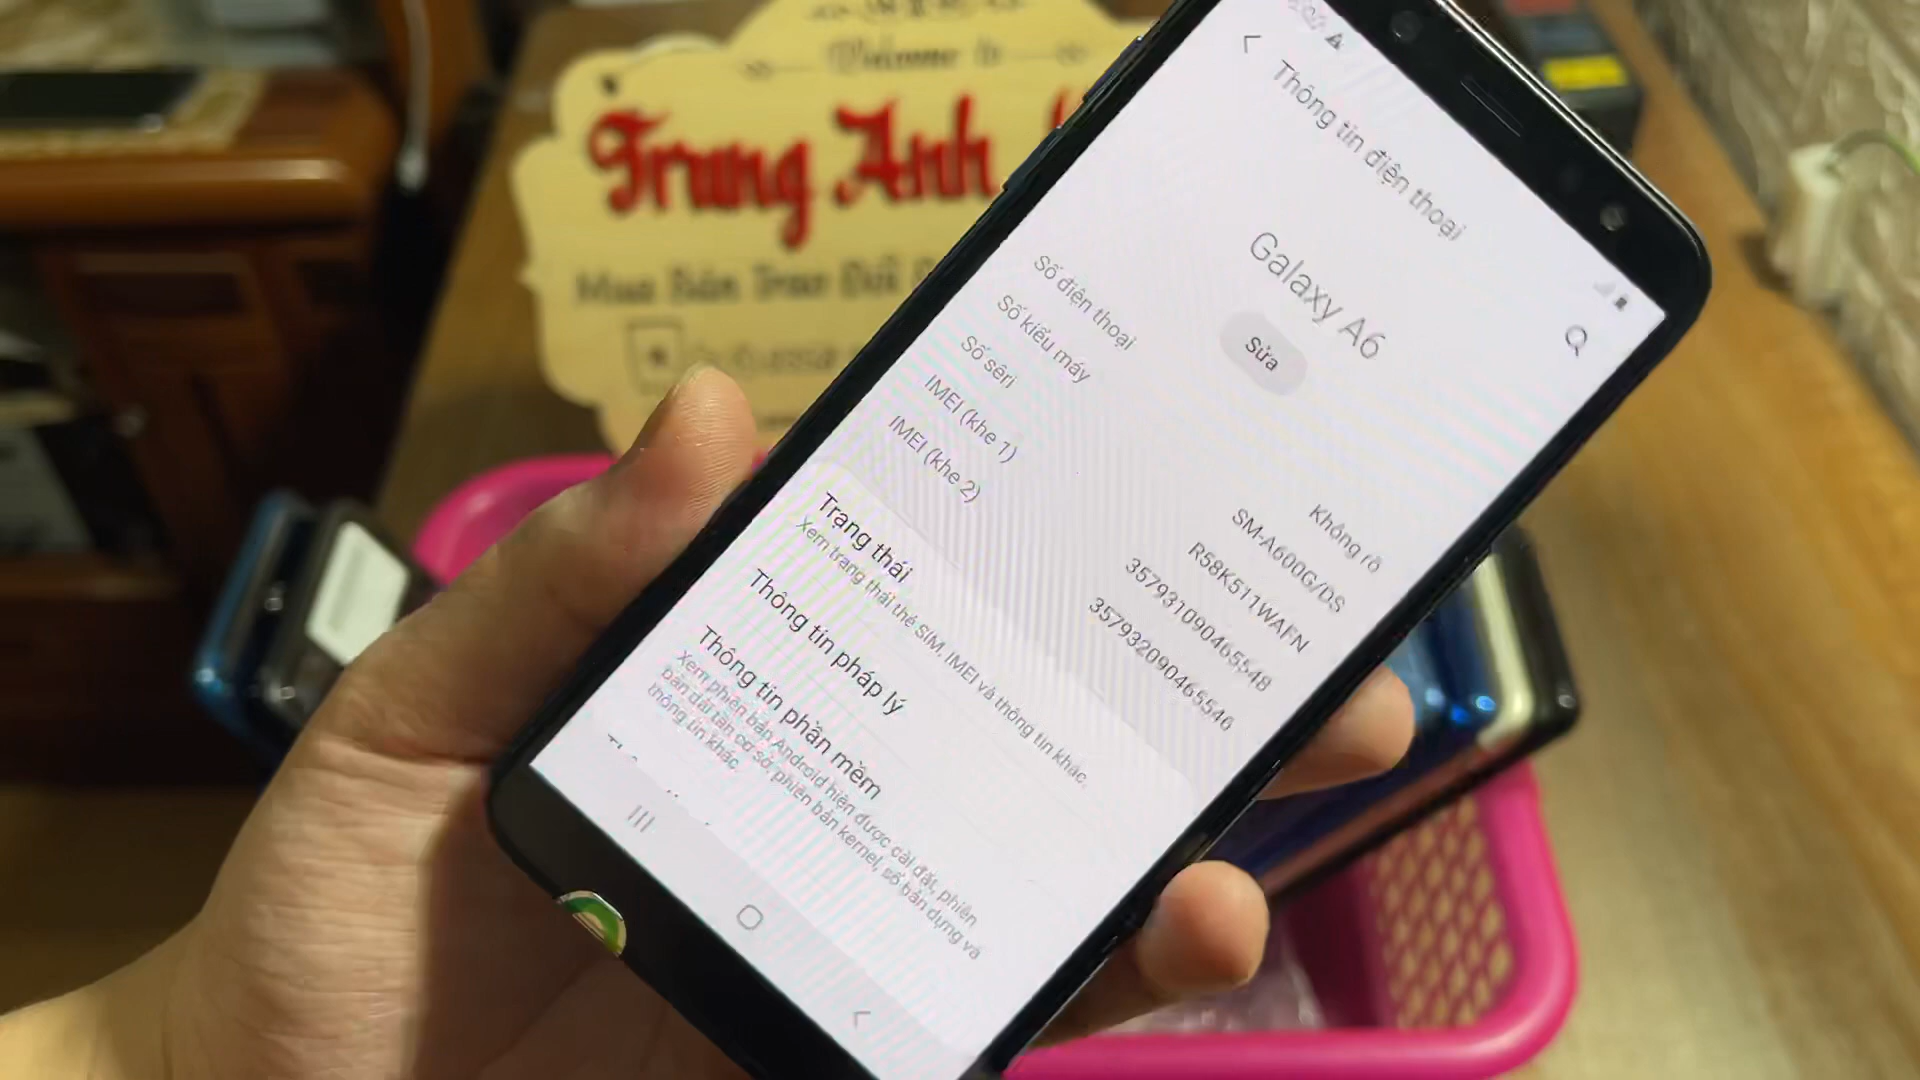 Welcome to
Trung Anh
Mua Bán Trao Đổi
Thông tin điện thoại
Galaxy A6
Sửa
Số điện thoại
Không rõ
Số kiểu máy
SM-A600G/DS
Số sêri
R58K511WAFN
IMEI (khe 1)
357931090465548
IMEI (khe 2)
357932090465546
Trạng thái
Xem trạng thái thẻ SIM, IMEI và thông tin khác.
Thông tin pháp lý
Thông tin phần mềm
Xem phiên bản Android hiện được cài đặt, phiên
bản dải tần cơ sở, phiên bản kernel, số bản dựng và
thông tin khác.